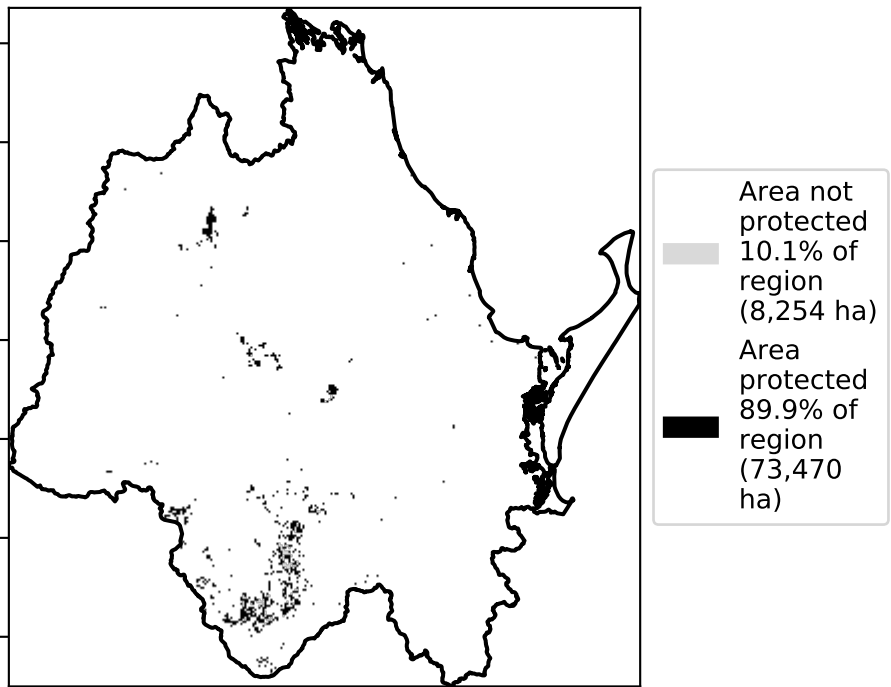 Area not
protected
10.1% of
region
(8,254 ha)
Area
protected
89.9% of
region
(73,470
ha)